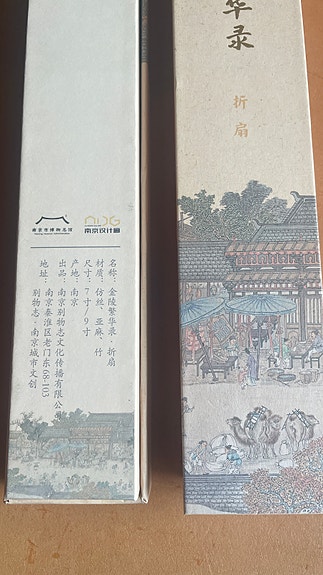 华录
折扇
南京市博物总馆
南京设计廊
名称：金陵繁华录·折扇
材质：仿丝、亚麻、竹
尺寸：7寸/9寸
产地：南京
出品：南京别物志文化传播有限公司
地址：南京秦淮区老门东68-103
别物志·南京城市文创